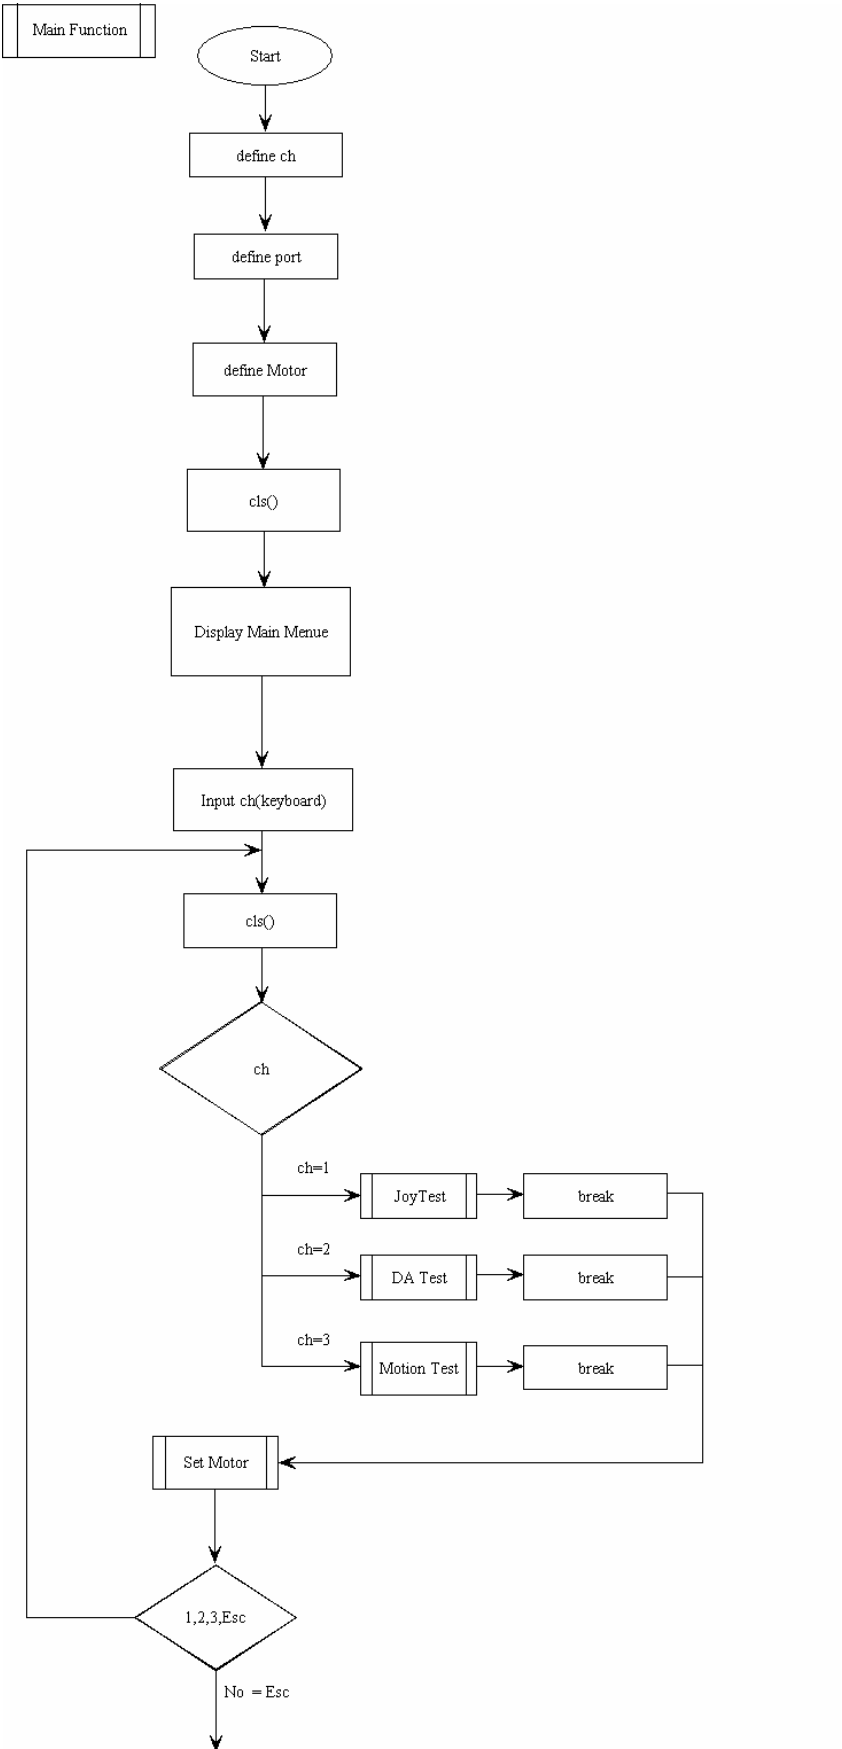 Main Function
Start
define ch
define port
define Motor
cls()
Display Main Menue
Input ch(keyboard)
cls()
ch
ch=1
JoyTest
break
ch=2
DA Test
break
ch=3
Motion Test
break
Set Motor
1,2,3,Esc
No = Esc